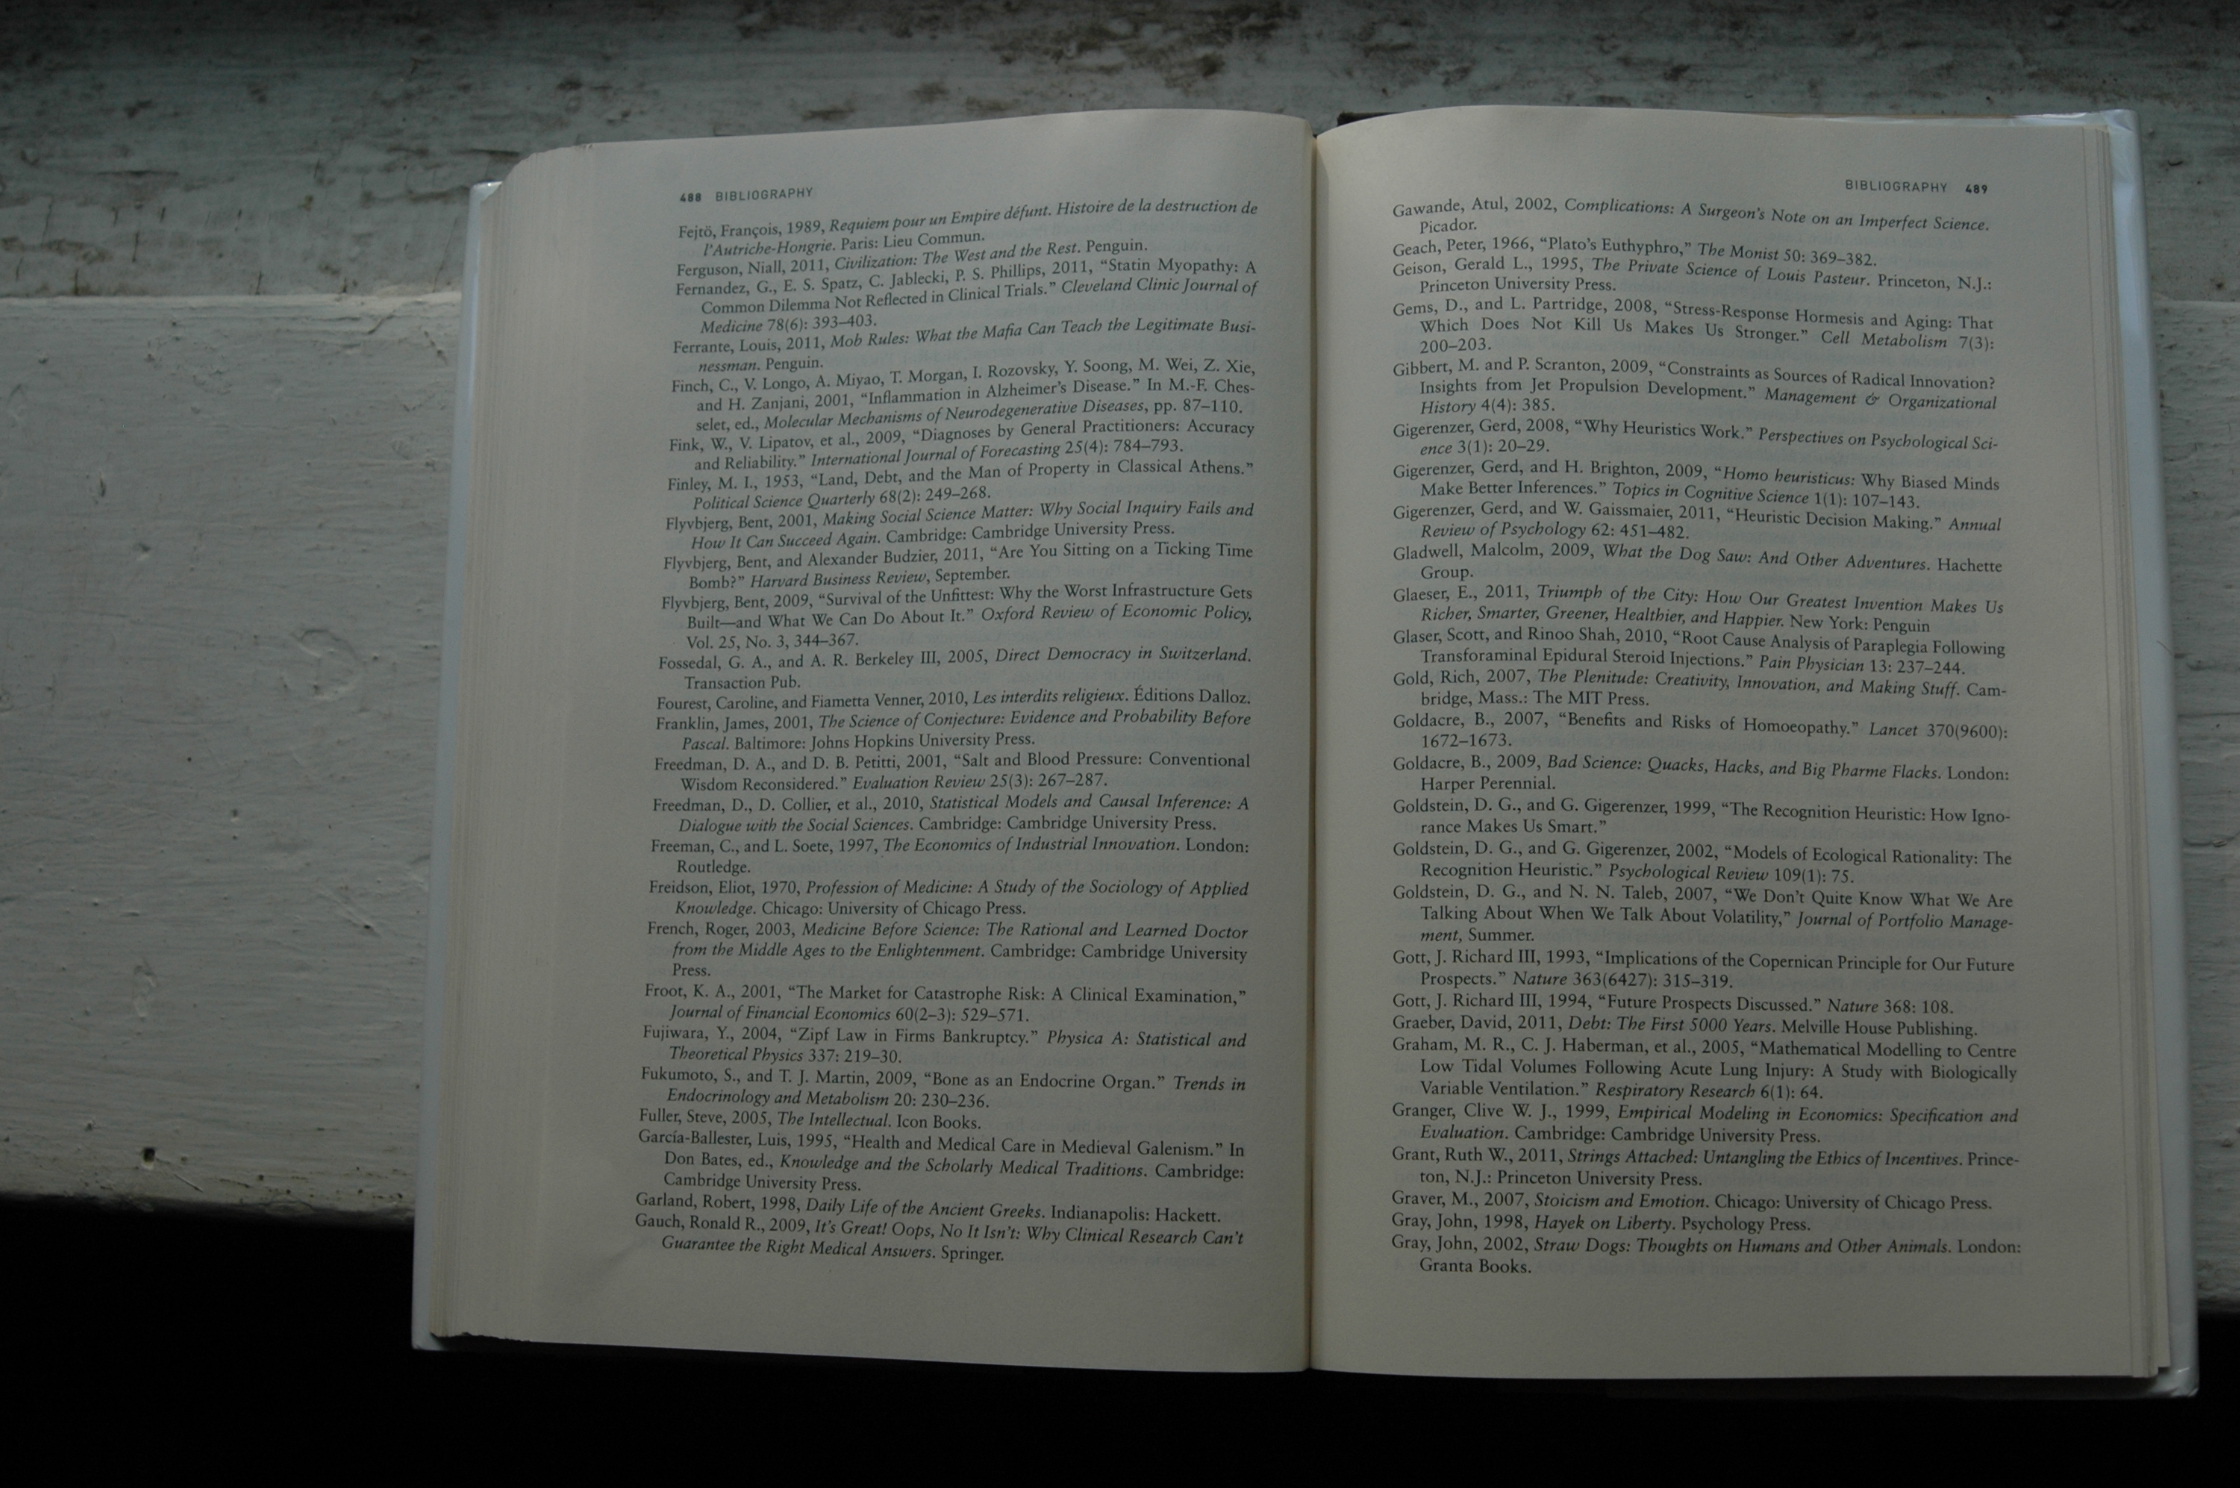 488 BIBLIOGRAPHY
Fejtö, François, 1989, Requiem pour un Empire défunt. Histoire de la destruction de
l'Autriche-Hongrie. Paris: Lieu Commun.
Ferguson, Niall, 2011, Civilization: The West and the Rest. Penguin.
Fernandez, G., E. S. Spatz, C. Jablecki, P. S. Phillips, 2011, “Statin Myopathy: A
Common Dilemma Not Reflected in Clinical Trials.” Cleveland Clinic Journal of
Medicine 78(6): 393–403.
Ferrante, Louis, 2011, Mob Rules: What the Mafia Can Teach the Legitimate Busi-
nessman. Penguin.
Finch, C., V. Longo, A. Miyao, T. Morgan, I. Rozovsky, Y. Soong, M. Wei, Z. Xie,
and H. Zanjani, 2001, “Inflammation in Alzheimer's Disease.” In M.-F. Ches-
selet, ed., Molecular Mechanisms of Neurodegenerative Diseases, pp. 87–110.
Fink, W., V. Lipatov, et al., 2009, “Diagnoses by General Practitioners: Accuracy
and Reliability.” International Journal of Forecasting 25(4): 784–793.
Finley, M. I., 1953, “Land, Debt, and the Man of Property in Classical Athens.”
Political Science Quarterly 68(2): 249–268.
Flyvbjerg, Bent, 2001, Making Social Science Matter: Why Social Inquiry Fails and
How It Can Succeed Again. Cambridge: Cambridge University Press.
Flyvbjerg, Bent, and Alexander Budzier, 2011, “Are You Sitting on a Ticking Time
Bomb?” Harvard Business Review, September.
Flyvbjerg, Bent, 2009, “Survival of the Unfittest: Why the Worst Infrastructure Gets
Built—and What We Can Do About It.” Oxford Review of Economic Policy,
Vol. 25, No. 3, 344–367.
Fossedal, G. A., and A. R. Berkeley III, 2005, Direct Democracy in Switzerland.
Transaction Pub.
Fourest, Caroline, and Fiametta Venner, 2010, Les interdits religieux. Éditions Dalloz.
Franklin, James, 2001, The Science of Conjecture: Evidence and Probability Before
Pascal. Baltimore: Johns Hopkins University Press.
Freedman, D. A., and D. B. Petitti, 2001, “Salt and Blood Pressure: Conventional
Wisdom Reconsidered.” Evaluation Review 25(3): 267–287.
Freedman, D., D. Collier, et al., 2010, Statistical Models and Causal Inference: A
Dialogue with the Social Sciences. Cambridge: Cambridge University Press.
Freeman, C., and L. Soete, 1997, The Economics of Industrial Innovation. London:
Routledge.
Freidson, Eliot, 1970, Profession of Medicine: A Study of the Sociology of Applied
Knowledge. Chicago: University of Chicago Press.
French, Roger, 2003, Medicine Before Science: The Rational and Learned Doctor
from the Middle Ages to the Enlightenment. Cambridge: Cambridge University
Press.
Froot, K. A., 2001, “The Market for Catastrophe Risk: A Clinical Examination,”
Journal of Financial Economics 60(2–3): 529–571.
Fujiwara, Y., 2004, “Zipf Law in Firms Bankruptcy.” Physica A: Statistical and
Theoretical Physics 337: 219–30.
Fukumoto, S., and T. J. Martin, 2009, “Bone as an Endocrine Organ.” Trends in
Endocrinology and Metabolism 20: 230–236.
Fuller, Steve, 2005, The Intellectual. Icon Books.
García-Ballester, Luis, 1995, “Health and Medical Care in Medieval Galenism.” In
Don Bates, ed., Knowledge and the Scholarly Medical Traditions. Cambridge:
Cambridge University Press.
Garland, Robert, 1998, Daily Life of the Ancient Greeks. Indianapolis: Hackett.
Gauch, Ronald R., 2009, It's Great! Oops, No It Isn't: Why Clinical Research Can't
Guarantee the Right Medical Answers. Springer.
BIBLIOGRAPHY 489
Gawande, Atul, 2002, Complications: A Surgeon's Note on an Imperfect Science.
Picador.
Geach, Peter, 1966, “Plato's Euthyphro,” The Monist 50: 369–382.
Geison, Gerald L., 1995, The Private Science of Louis Pasteur. Princeton, N.J.:
Princeton University Press.
Gems, D., and L. Partridge, 2008, “Stress-Response Hormesis and Aging: That
Which Does Not Kill Us Makes Us Stronger.” Cell Metabolism 7(3):
200–203.
Gibbert, M. and P. Scranton, 2009, “Constraints as Sources of Radical Innovation?
Insights from Jet Propulsion Development.” Management & Organizational
History 4(4): 385.
Gigerenzer, Gerd, 2008, “Why Heuristics Work.” Perspectives on Psychological Sci-
ence 3(1): 20–29.
Gigerenzer, Gerd, and H. Brighton, 2009, “Homo heuristicus: Why Biased Minds
Make Better Inferences.” Topics in Cognitive Science 1(1): 107–143.
Gigerenzer, Gerd, and W. Gaissmaier, 2011, “Heuristic Decision Making.” Annual
Review of Psychology 62: 451–482.
Gladwell, Malcolm, 2009, What the Dog Saw: And Other Adventures. Hachette
Group.
Glaeser, E., 2011, Triumph of the City: How Our Greatest Invention Makes Us
Richer, Smarter, Greener, Healthier, and Happier. New York: Penguin
Glaser, Scott, and Rinoo Shah, 2010, “Root Cause Analysis of Paraplegia Following
Transforaminal Epidural Steroid Injections.” Pain Physician 13: 237–244.
Gold, Rich, 2007, The Plenitude: Creativity, Innovation, and Making Stuff. Cam-
bridge, Mass.: The MIT Press.
Goldacre, B., 2007, “Benefits and Risks of Homoeopathy.” Lancet 370(9600):
1672–1673.
Goldacre, B., 2009, Bad Science: Quacks, Hacks, and Big Pharme Flacks. London:
Harper Perennial.
Goldstein, D. G., and G. Gigerenzer, 1999, “The Recognition Heuristic: How Igno-
rance Makes Us Smart.”
Goldstein, D. G., and G. Gigerenzer, 2002, “Models of Ecological Rationality: The
Recognition Heuristic.” Psychological Review 109(1): 75.
Goldstein, D. G., and N. N. Taleb, 2007, “We Don't Quite Know What We Are
Talking About When We Talk About Volatility,” Journal of Portfolio Manage-
ment, Summer.
Gott, J. Richard III, 1993, “Implications of the Copernican Principle for Our Future
Prospects.” Nature 363(6427): 315–319.
Gott, J. Richard III, 1994, “Future Prospects Discussed.” Nature 368: 108.
Graeber, David, 2011, Debt: The First 5000 Years. Melville House Publishing.
Graham, M. R., C. J. Haberman, et al., 2005, “Mathematical Modelling to Centre
Low Tidal Volumes Following Acute Lung Injury: A Study with Biologically
Variable Ventilation.” Respiratory Research 6(1): 64.
Granger, Clive W. J., 1999, Empirical Modeling in Economics: Specification and
Evaluation. Cambridge: Cambridge University Press.
Grant, Ruth W., 2011, Strings Attached: Untangling the Ethics of Incentives. Prince-
ton, N.J.: Princeton University Press.
Graver, M., 2007, Stoicism and Emotion. Chicago: University of Chicago Press.
Gray, John, 1998, Hayek on Liberty. Psychology Press.
Gray, John, 2002, Straw Dogs: Thoughts on Humans and Other Animals. London:
Granta Books.